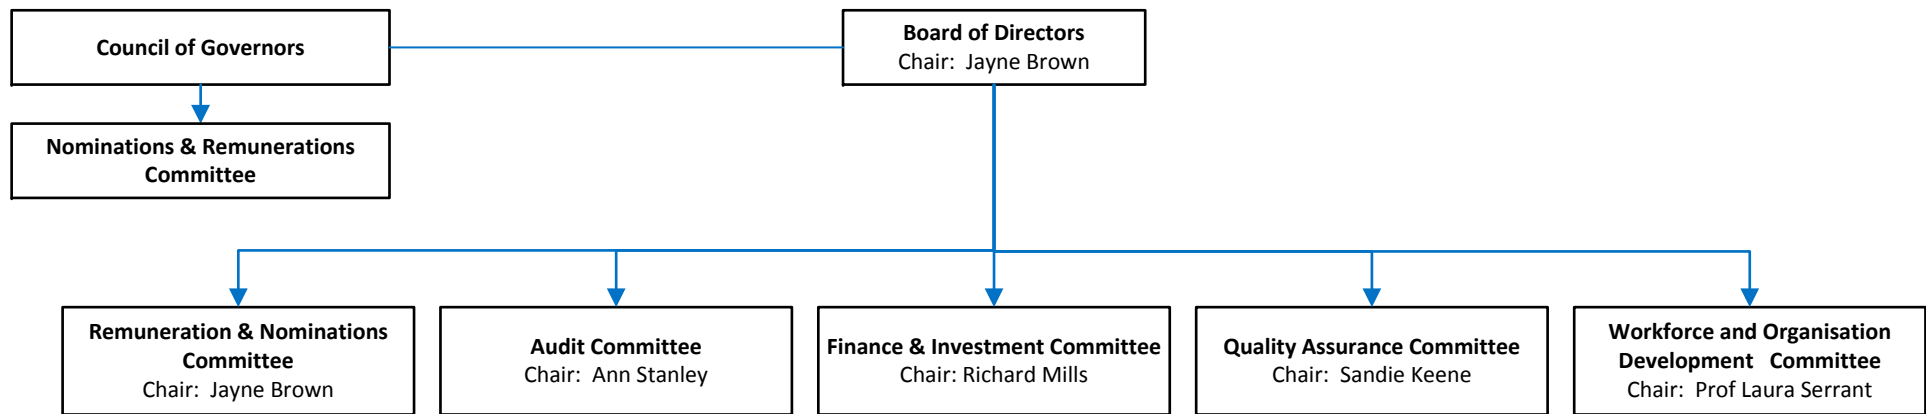 Council of Governors
Board of Directors
Chair:  Jayne Brown
Nominations & Remunerations
Committee
Remuneration & Nominations
Committee
Chair:  Jayne Brown
Audit Committee
Chair:  Ann Stanley
Finance & Investment Committee
Chair: Richard Mills
Quality Assurance Committee
Chair:  Sandie Keene
Workforce and Organisation
Development   Committee
Chair:  Prof Laura Serrant